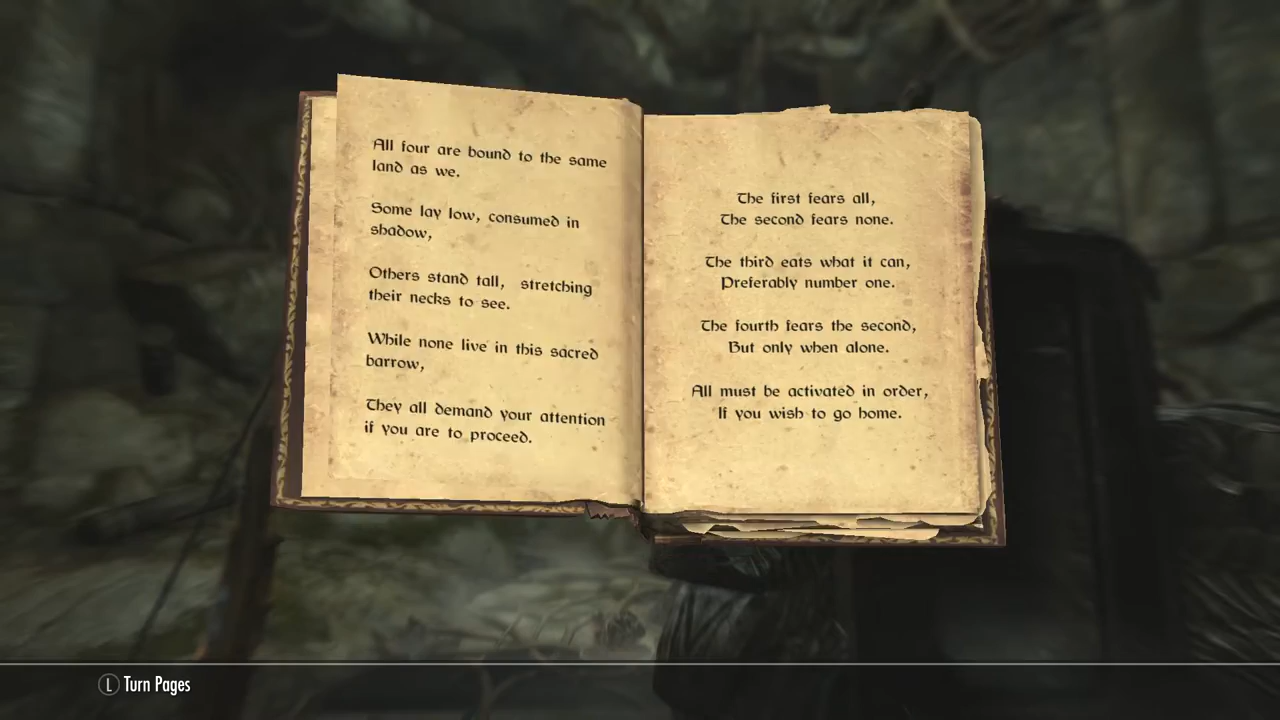 All four are bound to the same
land as we.
Some lay low, consumed in
shadow,
Others stand tall, stretching
their necks to see.
While none live in this sacred
barrow,
They all demand your attention
if you are to proceed.
The first fears all,
The second fears none.
The third eats what it can,
Preferably number one.
The fourth fears the second,
But only when alone.
All must be activated in order,
If you wish to go home.
L Turn Pages